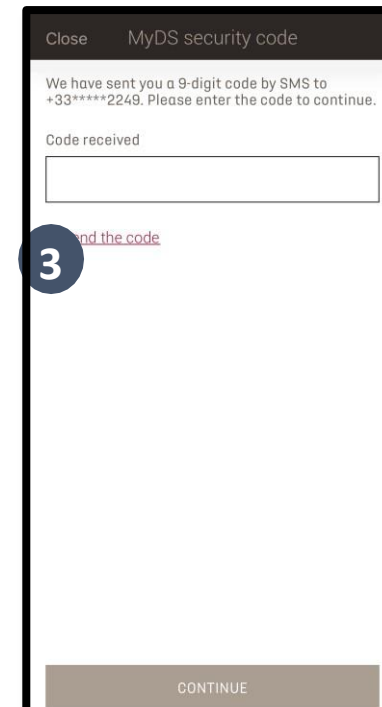 Close MyDS security code
We have sent you a 9-digit code by SMS to
+33*****2249. Please enter the code to continue.
Code received
end the code
3
CONTINUE